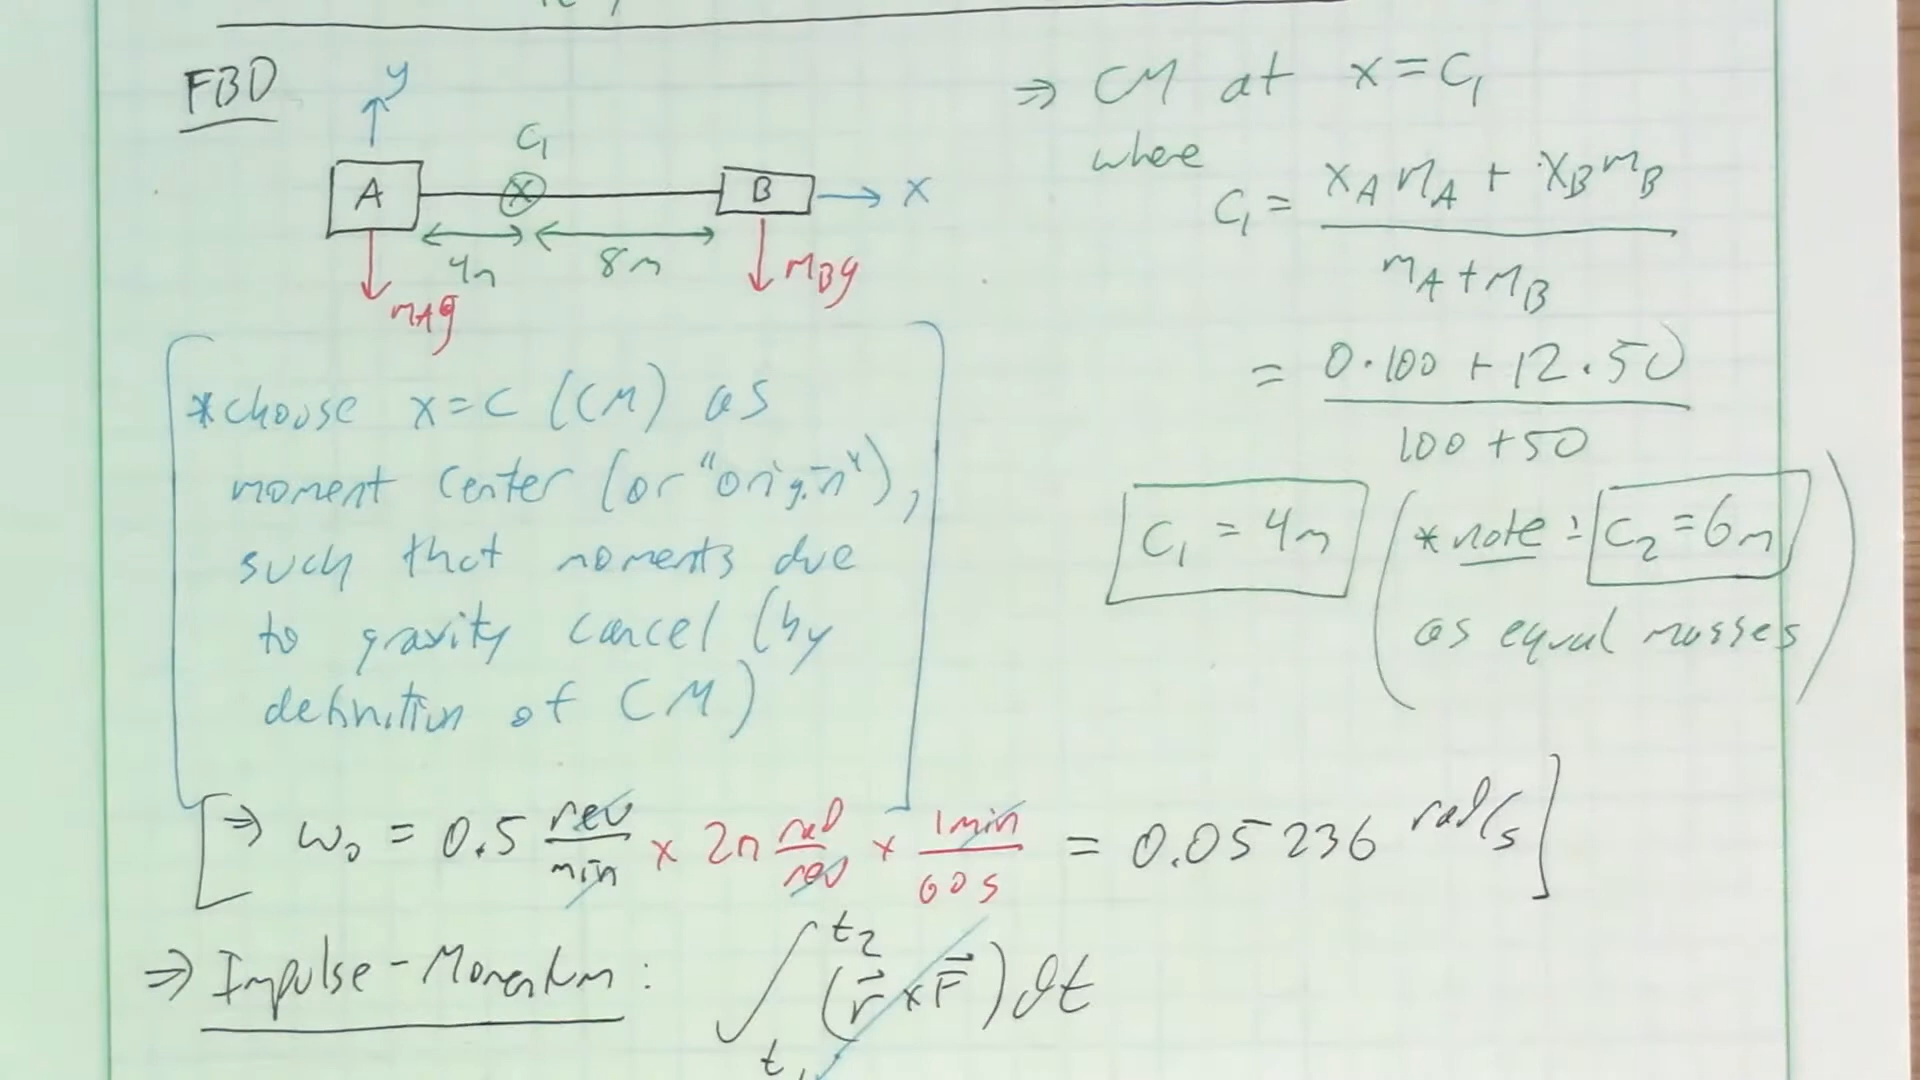 FBD
y
C₁
A
B
x
4m
8m
mAg
mBg
*choose x=c (CM) as
moment center (or "origin"),
such that moments due
to gravity cancel (by
definition of CM)
⇒ CM at x=C₁
where
C₁ = (xA mA + xB mB) / (mA + mB)
= (0·100 + 12·50) / (100 + 50)
C₁ = 4m (*note: C₂ = 6m
as equal masses)
[⇒ ω₀ = 0.5 rev/min × 2π rad/rev × 1min/60s = 0.05236 rad/s]
⇒ Impulse-Momentum: ∫ t₁ t₂ (r⃗ × F⃗) dt